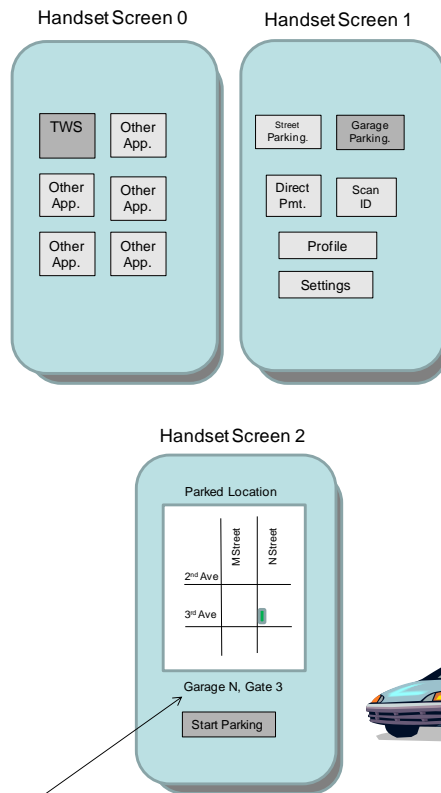 Handset Screen 0
Handset Screen 1
TWS
Other
App.
Other
App.
Other
App.
Other
App.
Other
App.
Street
Parking.
Garage
Parking.
Direct
Pmt.
Scan
ID
Profile
Settings
Handset Screen 2
Parked Location
M Street
N Street
2nd Ave
3rd Ave
Garage N, Gate 3
Start Parking